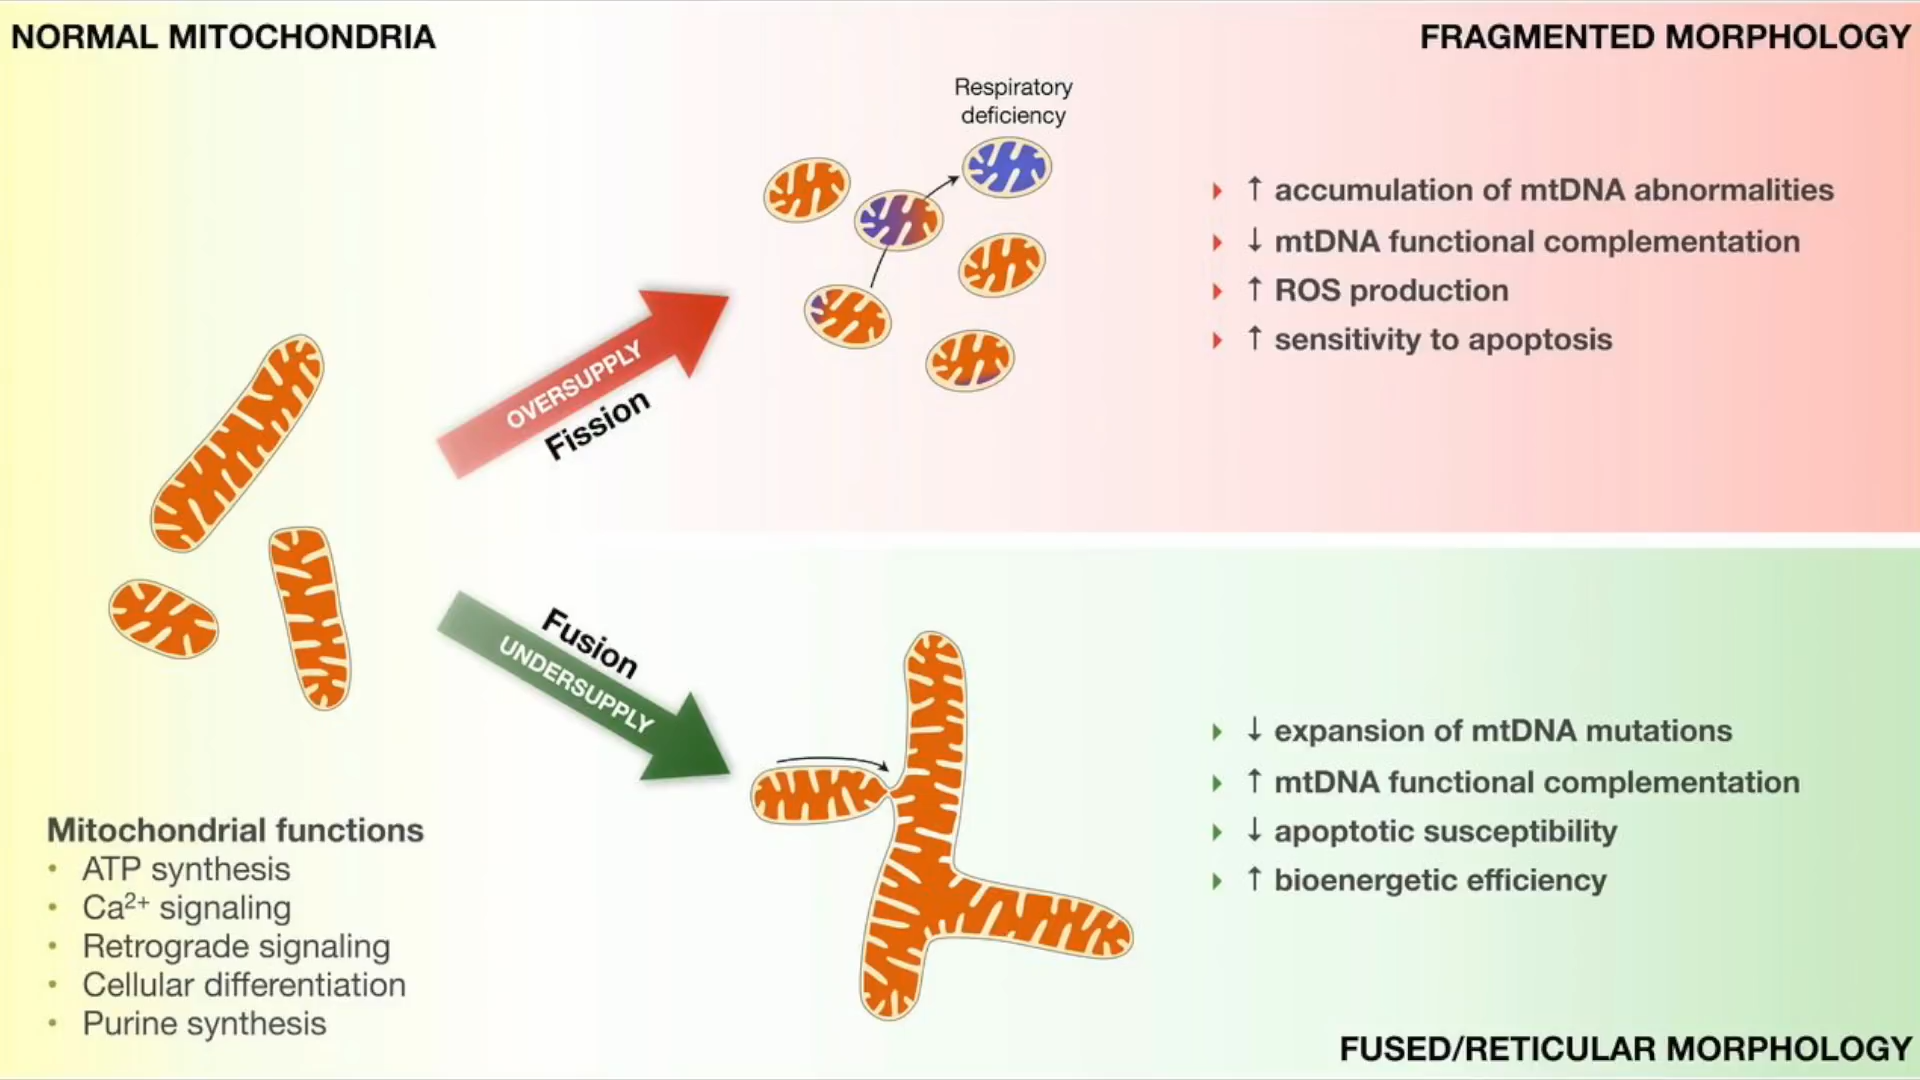 NORMAL MITOCHONDRIA
FRAGMENTED MORPHOLOGY
Respiratory
deficiency
↑ accumulation of mtDNA abnormalities
↓ mtDNA functional complementation
↑ ROS production
↑ sensitivity to apoptosis
OVERSUPPLY
Fission
Fusion
UNDERSUPPLY
↓ expansion of mtDNA mutations
↑ mtDNA functional complementation
↓ apoptotic susceptibility
↑ bioenergetic efficiency
Mitochondrial functions
• ATP synthesis
• Ca²⁺ signaling
• Retrograde signaling
• Cellular differentiation
• Purine synthesis
FUSED/RETICULAR MORPHOLOGY